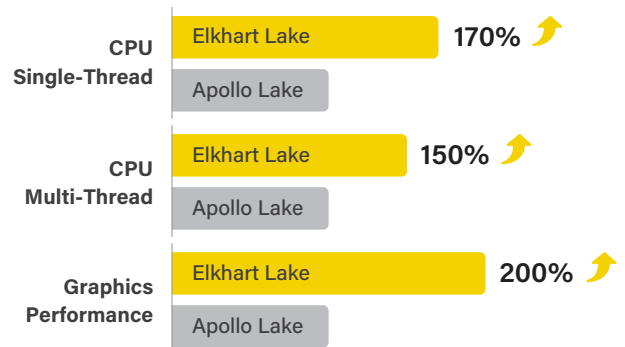 CPU
Single-Thread
Elkhart Lake
170%
Apollo Lake
CPU
Multi-Thread
Elkhart Lake
150%
Apollo Lake
Graphics
Performance
Elkhart Lake
200%
Apollo Lake